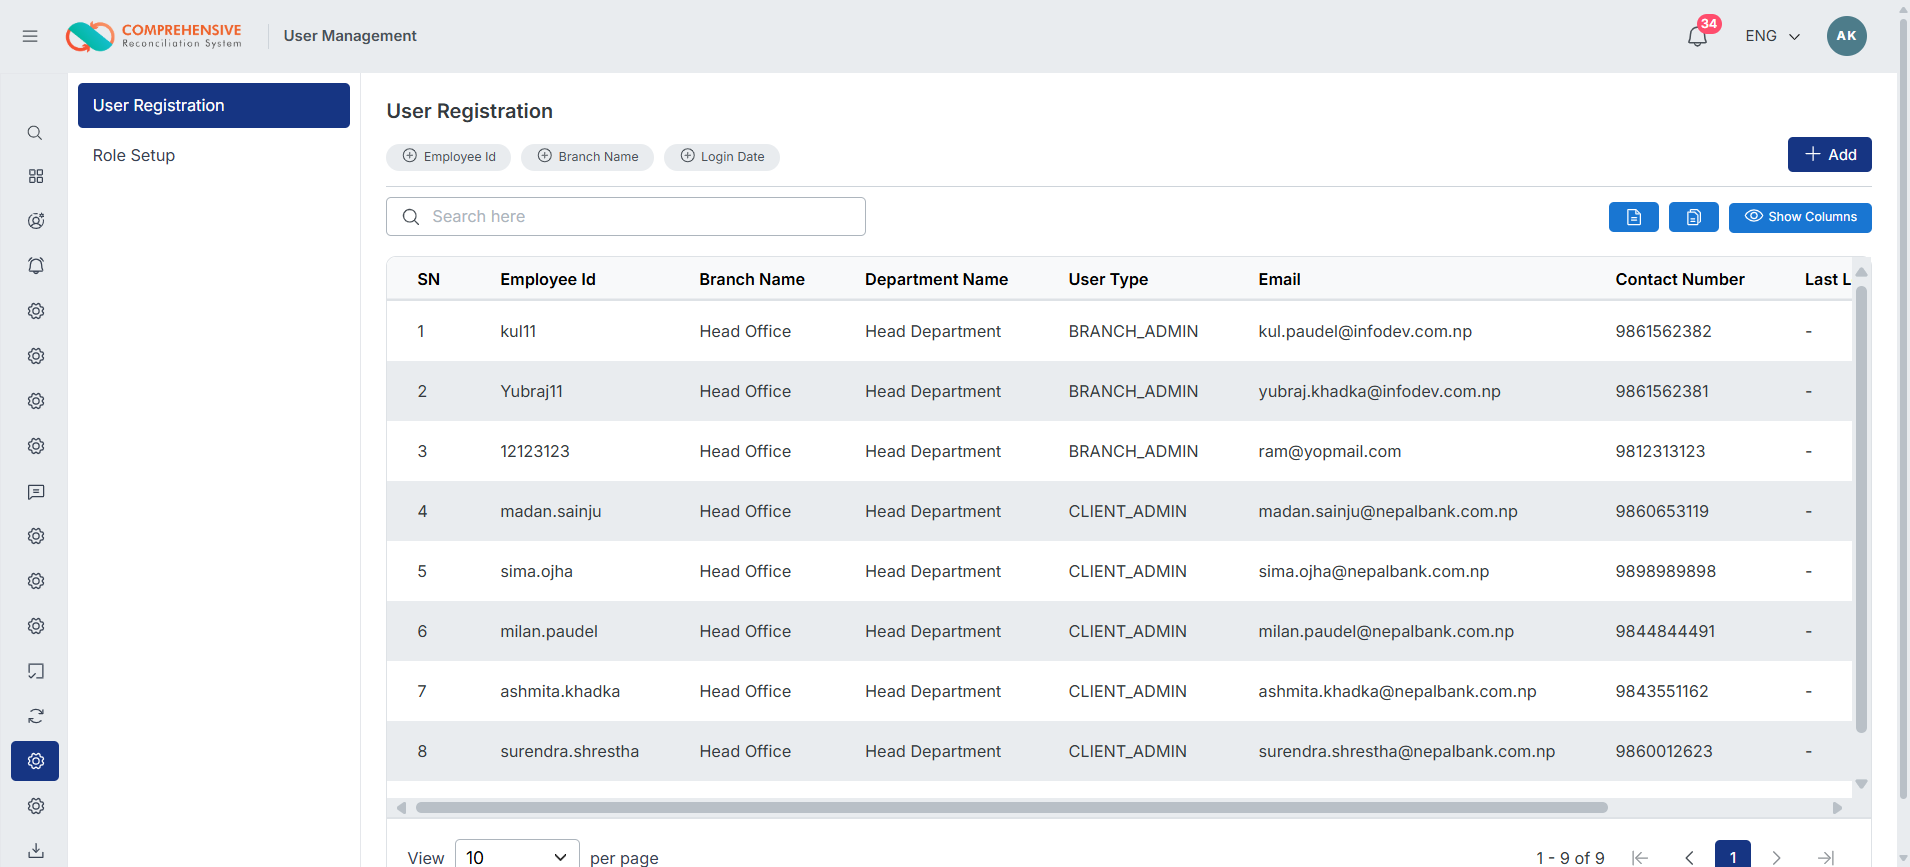 COMPREHENSIVE
Reconciliation System
User Management
34
ENG
AK
User Registration
Role Setup
User Registration
Employee Id
Branch Name
Login Date
Add
Search here
Show Columns
SN Employee Id Branch Name Department Name User Type Email Contact Number Last L
1 kul11 Head Office Head Department BRANCH_ADMIN kul.paudel@infodev.com.np 9861562382 -
2 Yubraj11 Head Office Head Department BRANCH_ADMIN yubraj.khadka@infodev.com.np 9861562381 -
3 12123123 Head Office Head Department BRANCH_ADMIN ram@yopmail.com 9812313123 -
4 madan.sainju Head Office Head Department CLIENT_ADMIN madan.sainju@nepalbank.com.np 9860653119 -
5 sima.ojha Head Office Head Department CLIENT_ADMIN sima.ojha@nepalbank.com.np 9898989898 -
6 milan.paudel Head Office Head Department CLIENT_ADMIN milan.paudel@nepalbank.com.np 9844844491 -
7 ashmita.khadka Head Office Head Department CLIENT_ADMIN ashmita.khadka@nepalbank.com.np 9843551162 -
8 surendra.shrestha Head Office Head Department CLIENT_ADMIN surendra.shrestha@nepalbank.com.np 9860012623 -
View 10 per page 1 - 9 of 9 1